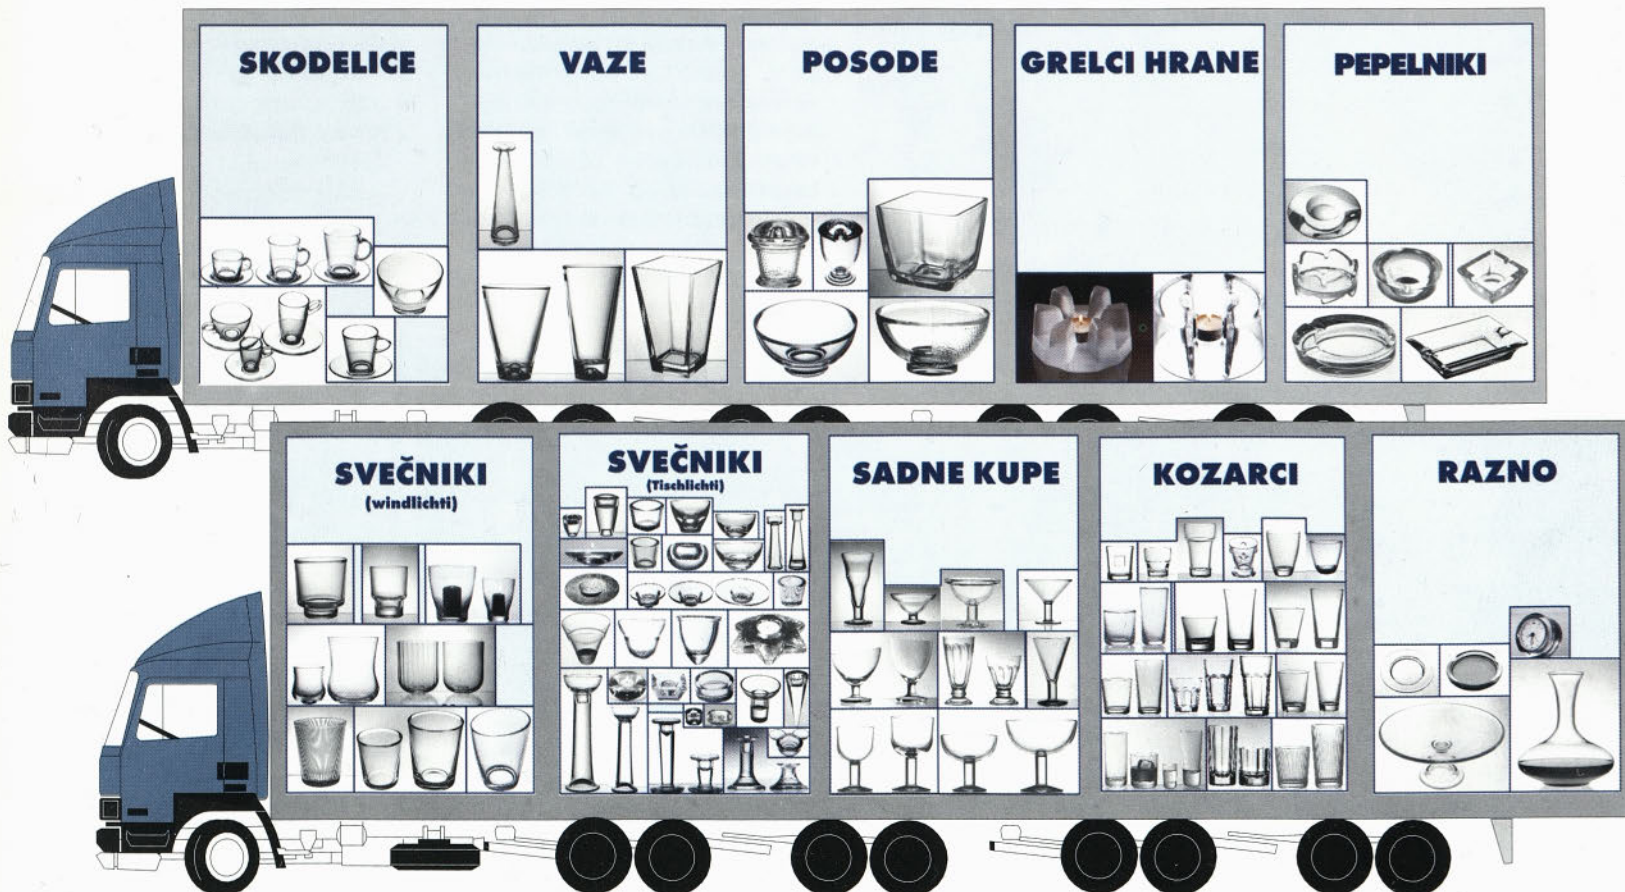 SKODELICE
VAZE
POSODE
GRELCI HRANE
PEPELNIKI
SVEČNIKI
(windlichti)
SVEČNIKI
(Tischlichti)
SADNE KUPE
KOZARCI
RAZNO